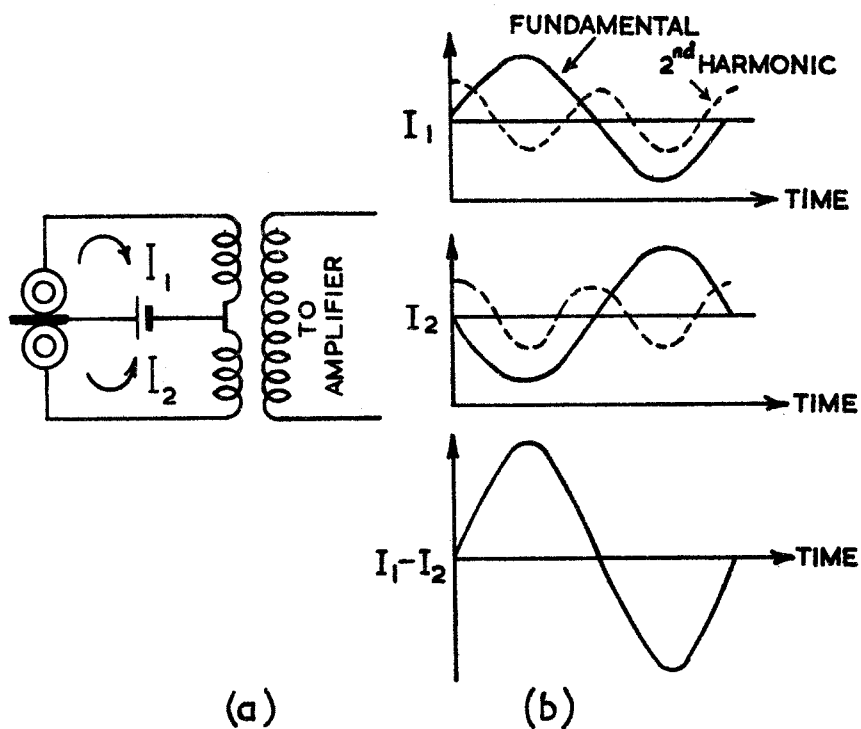 FUNDAMENTAL
2nd HARMONIC
I1
TIME
I1
I2
TO
AMPLIFIER
I2
TIME
I1-I2
TIME
(a)
(b)